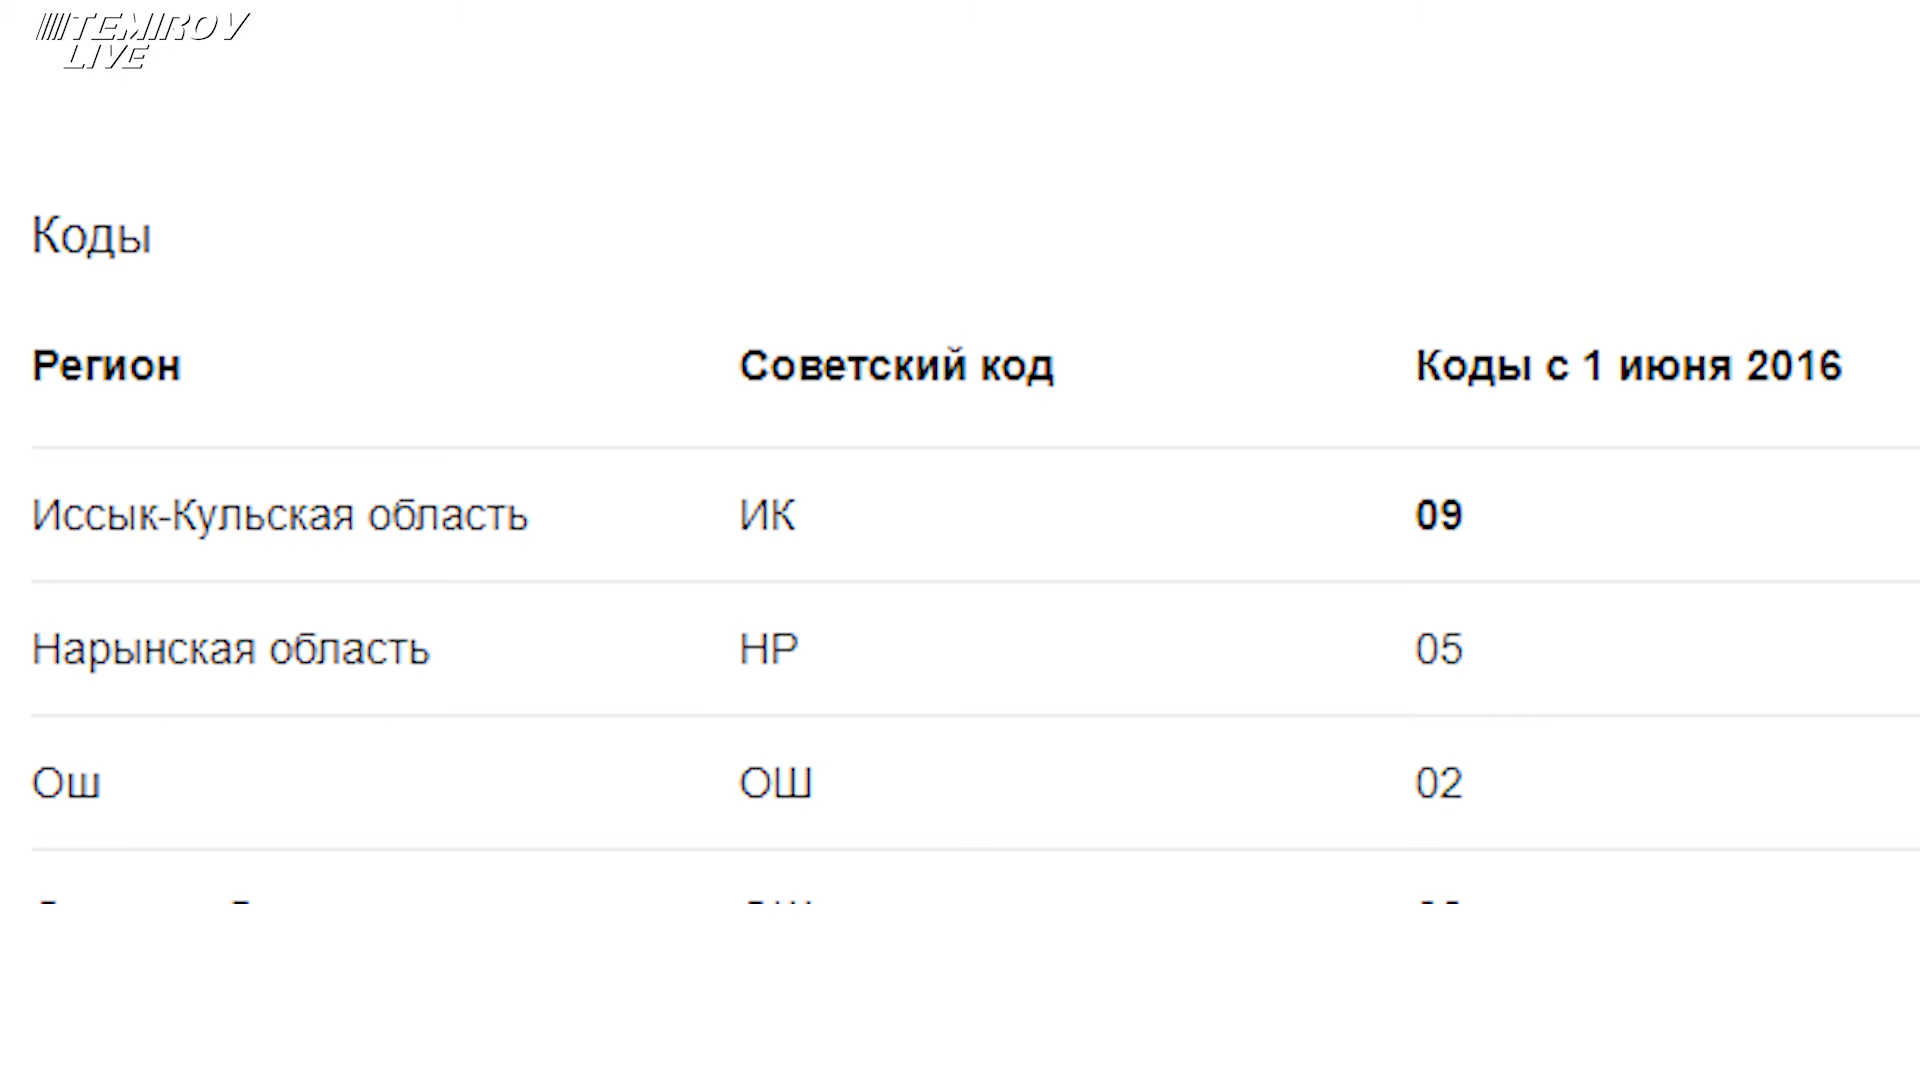 TEMIROV
LIVE
Коды
Регион Советский код Коды с 1 июня 2016
Иссык-Кульская область ИК 09
Нарынская область НР 05
Ош ОШ 02